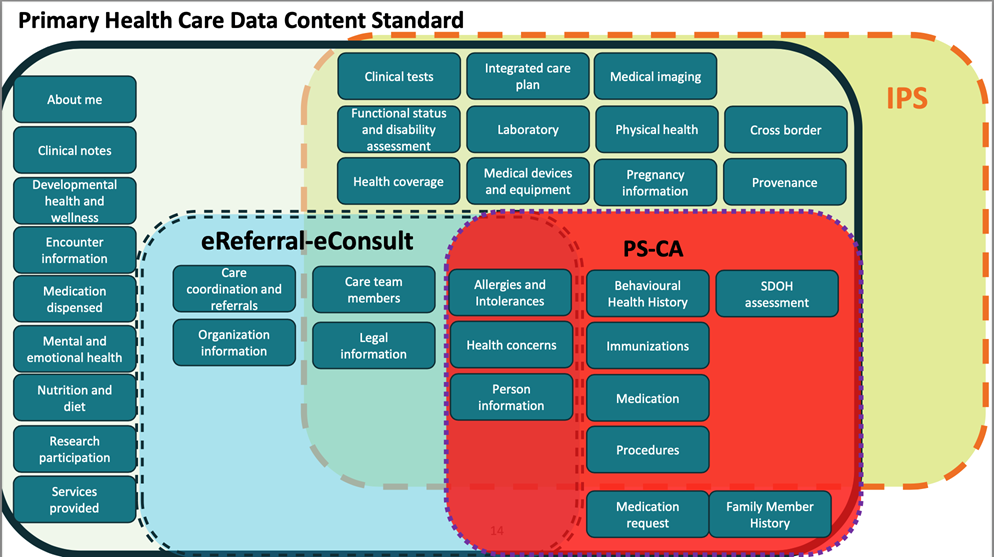 Primary Health Care Data Content Standard
IPS
Clinical tests
Integrated care
plan
Medical imaging
Functional status
and disability
assessment
Laboratory
Physical health
Cross border
Health coverage
Medical devices
and equipment
Pregnancy
information
Provenance
About me
Clinical notes
Developmental
health and
wellness
Encounter
information
Medication
dispensed
Mental and
emotional health
Nutrition and
diet
Research
participation
Services
provided
eReferral-eConsult
Care
coordination and
referrals
Care team
members
Organization
information
Legal
information
PS-CA
Allergies and
Intolerances
Behavioural
Health History
SDOH
assessment
Health concerns
Immunizations
Person
information
Medication
Procedures
Medication
request
Family Member
History
14